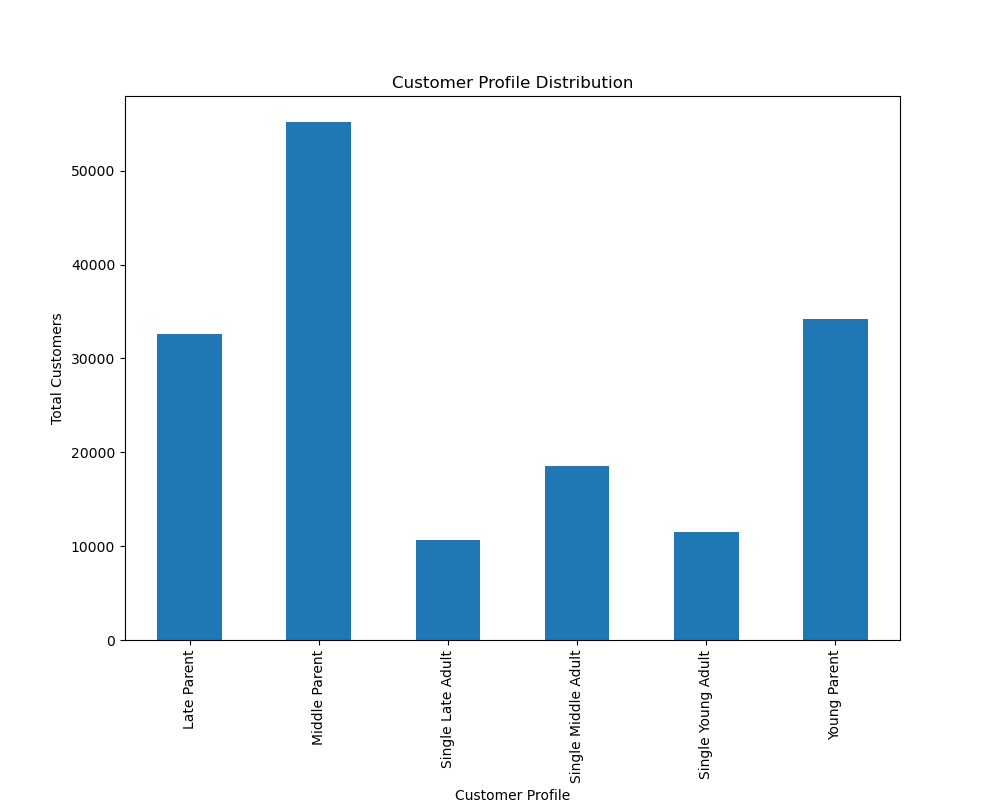 Customer Profile Distribution
Total Customers
50000
40000
30000
20000
10000
0
Late Parent
Middle Parent
Single Late Adult
Single Middle Adult
Single Young Adult
Young Parent
Customer Profile